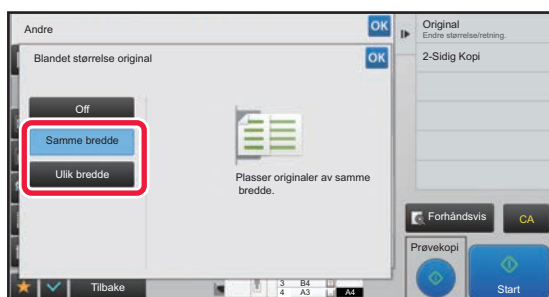 Andre
OK
Blandet størrelse original
OK
Off
Samme bredde
Ulik bredde
Plasser originaler av samme
bredde.
Tilbake
3 B4
4 A3
A4
Original
Endre størrelse/retning.
2-Sidig Kopi
Forhåndsvis
CA
Prøvekopi
Start